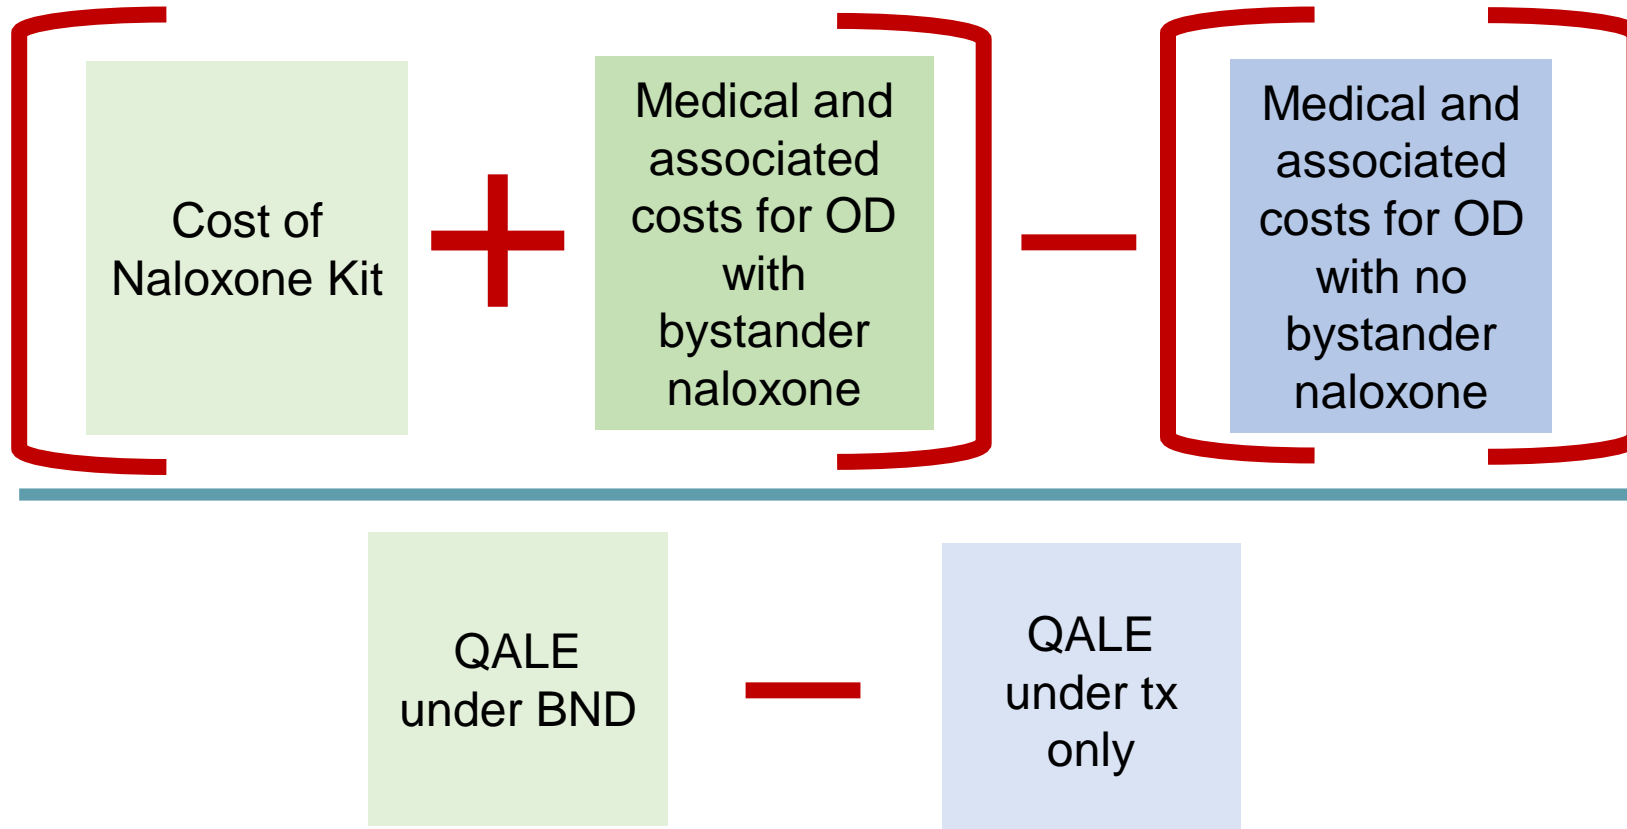 Cost of
Naloxone Kit
Medical and
associated
costs for OD
with
bystander
naloxone
Medical and
associated
costs for OD
with no
bystander
naloxone
QALE
under BND
QALE
under tx
only